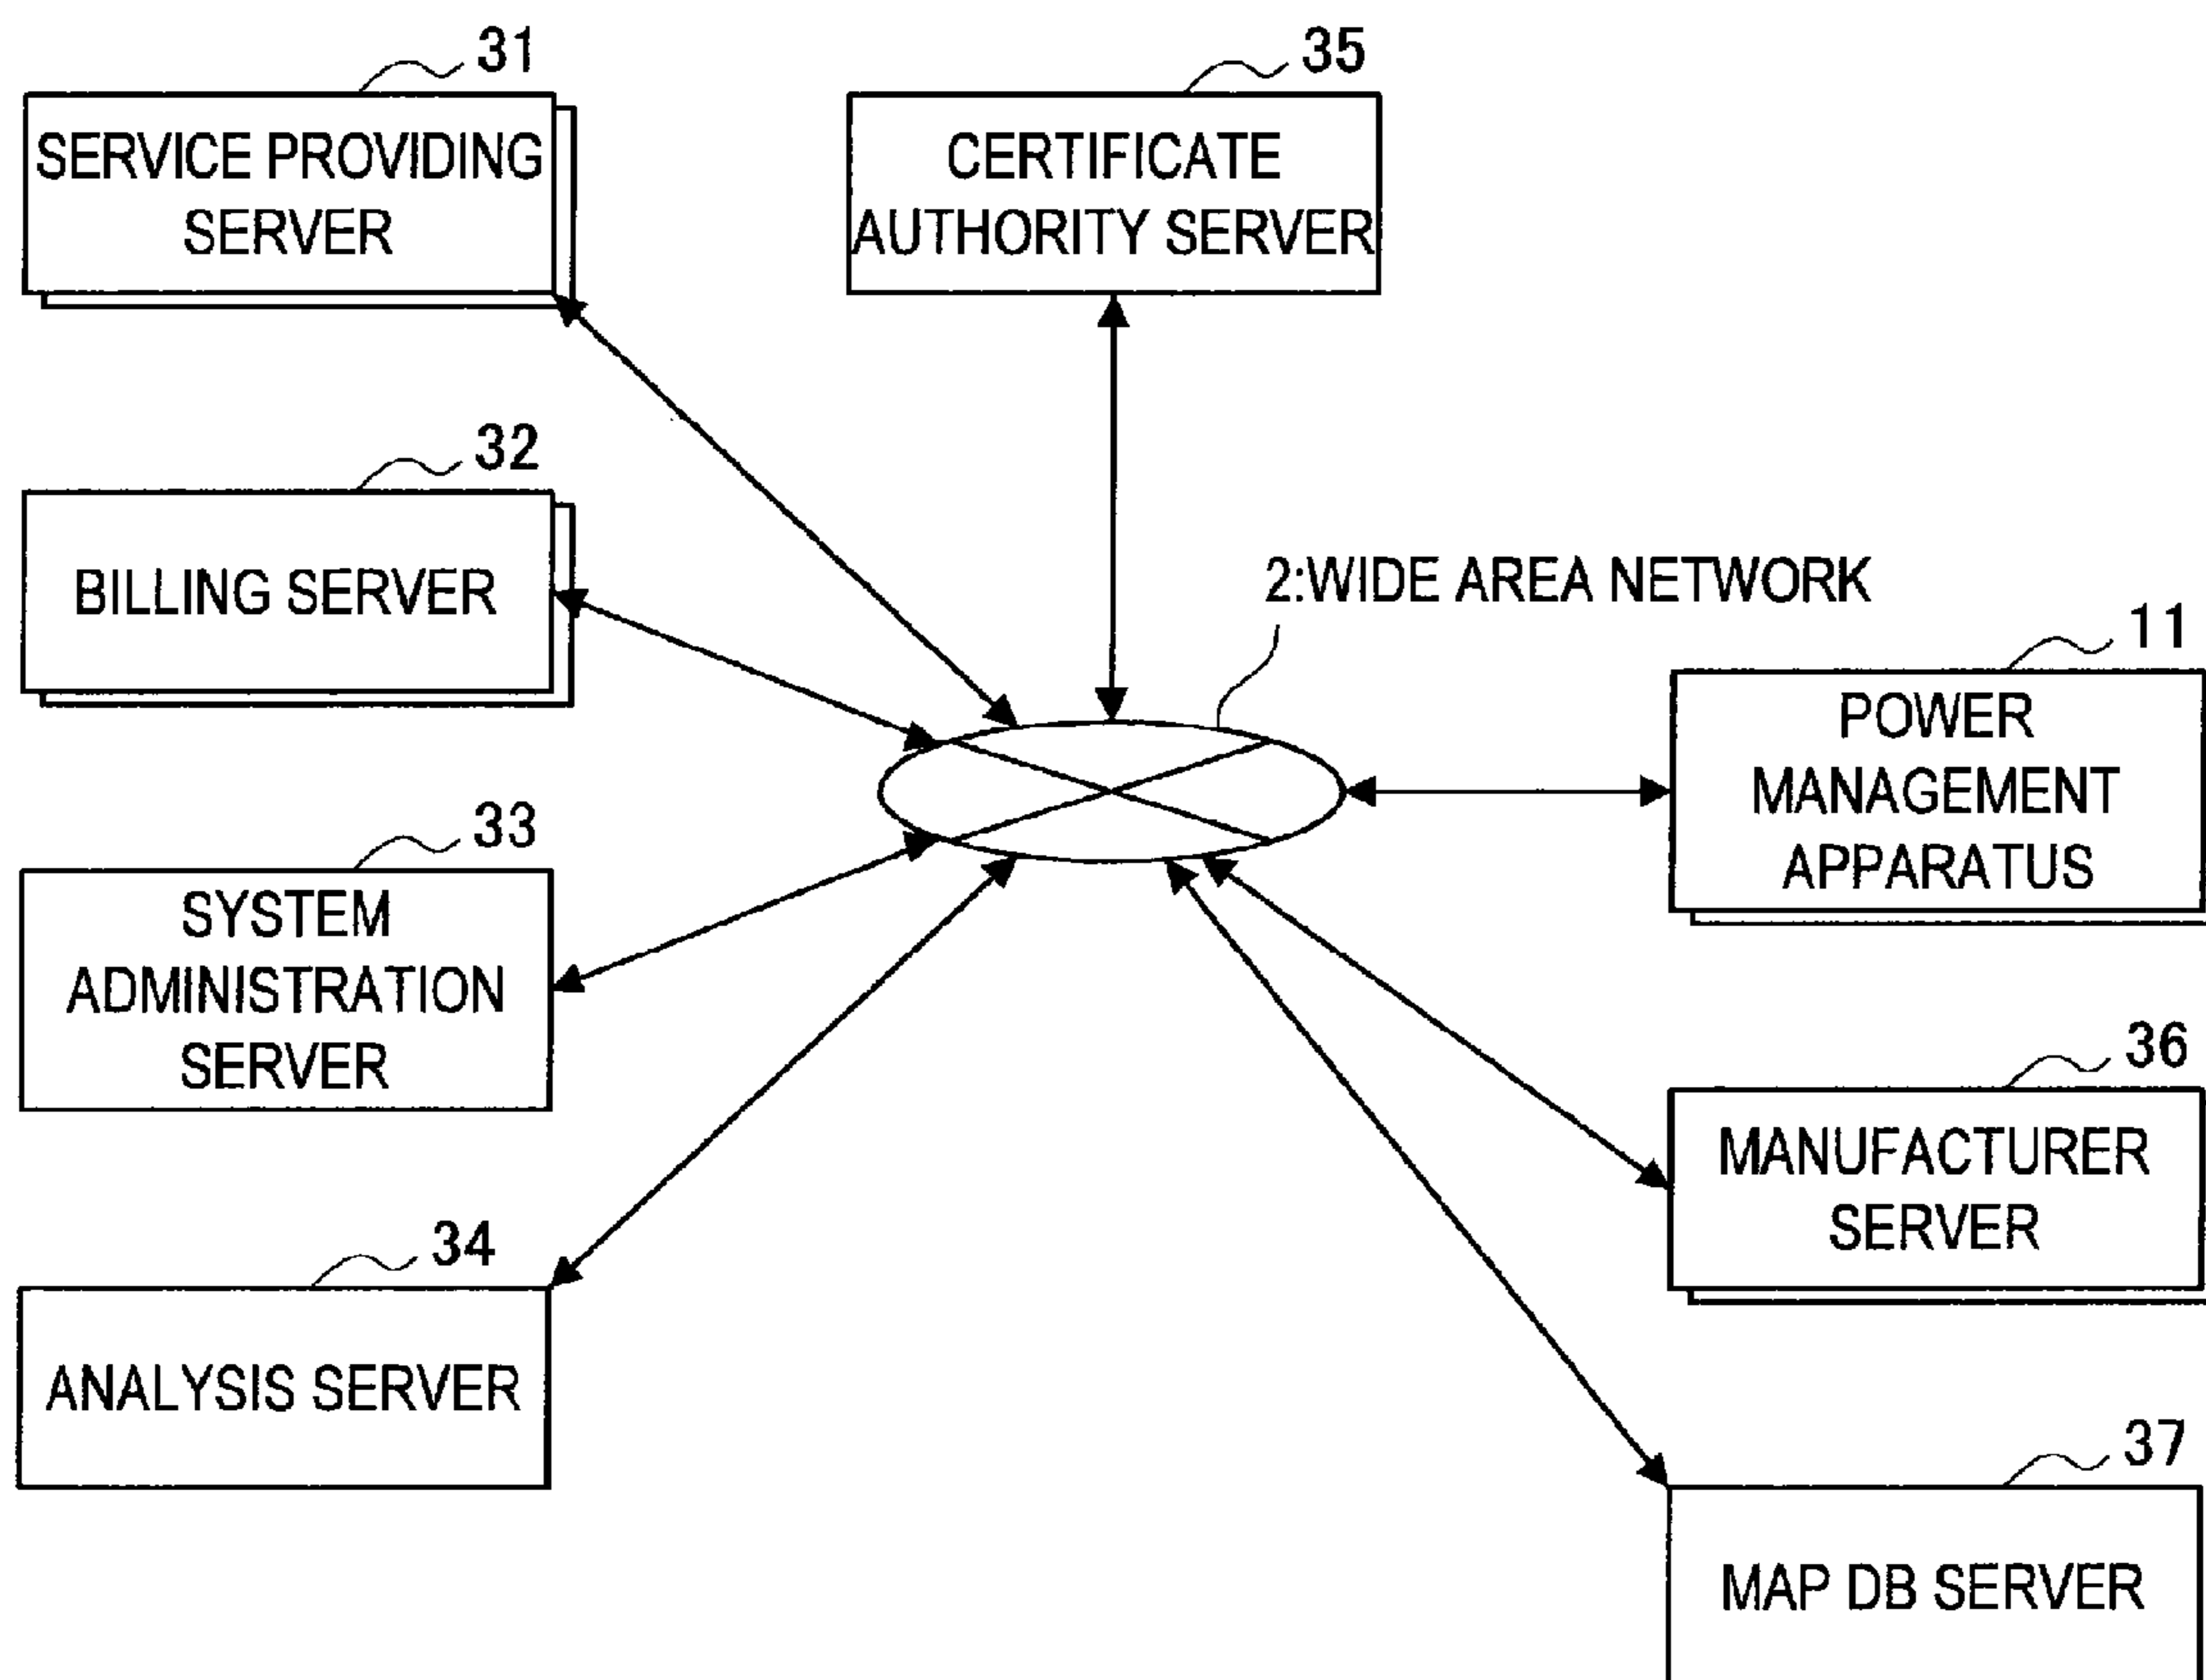 31
SERVICE PROVIDING
SERVER
35
CERTIFICATE
AUTHORITY SERVER
32
BILLING SERVER
2:WIDE AREA NETWORK
11
POWER
MANAGEMENT
APPARATUS
33
SYSTEM
ADMINISTRATION
SERVER
36
MANUFACTURER
SERVER
34
ANALYSIS SERVER
37
MAP DB SERVER